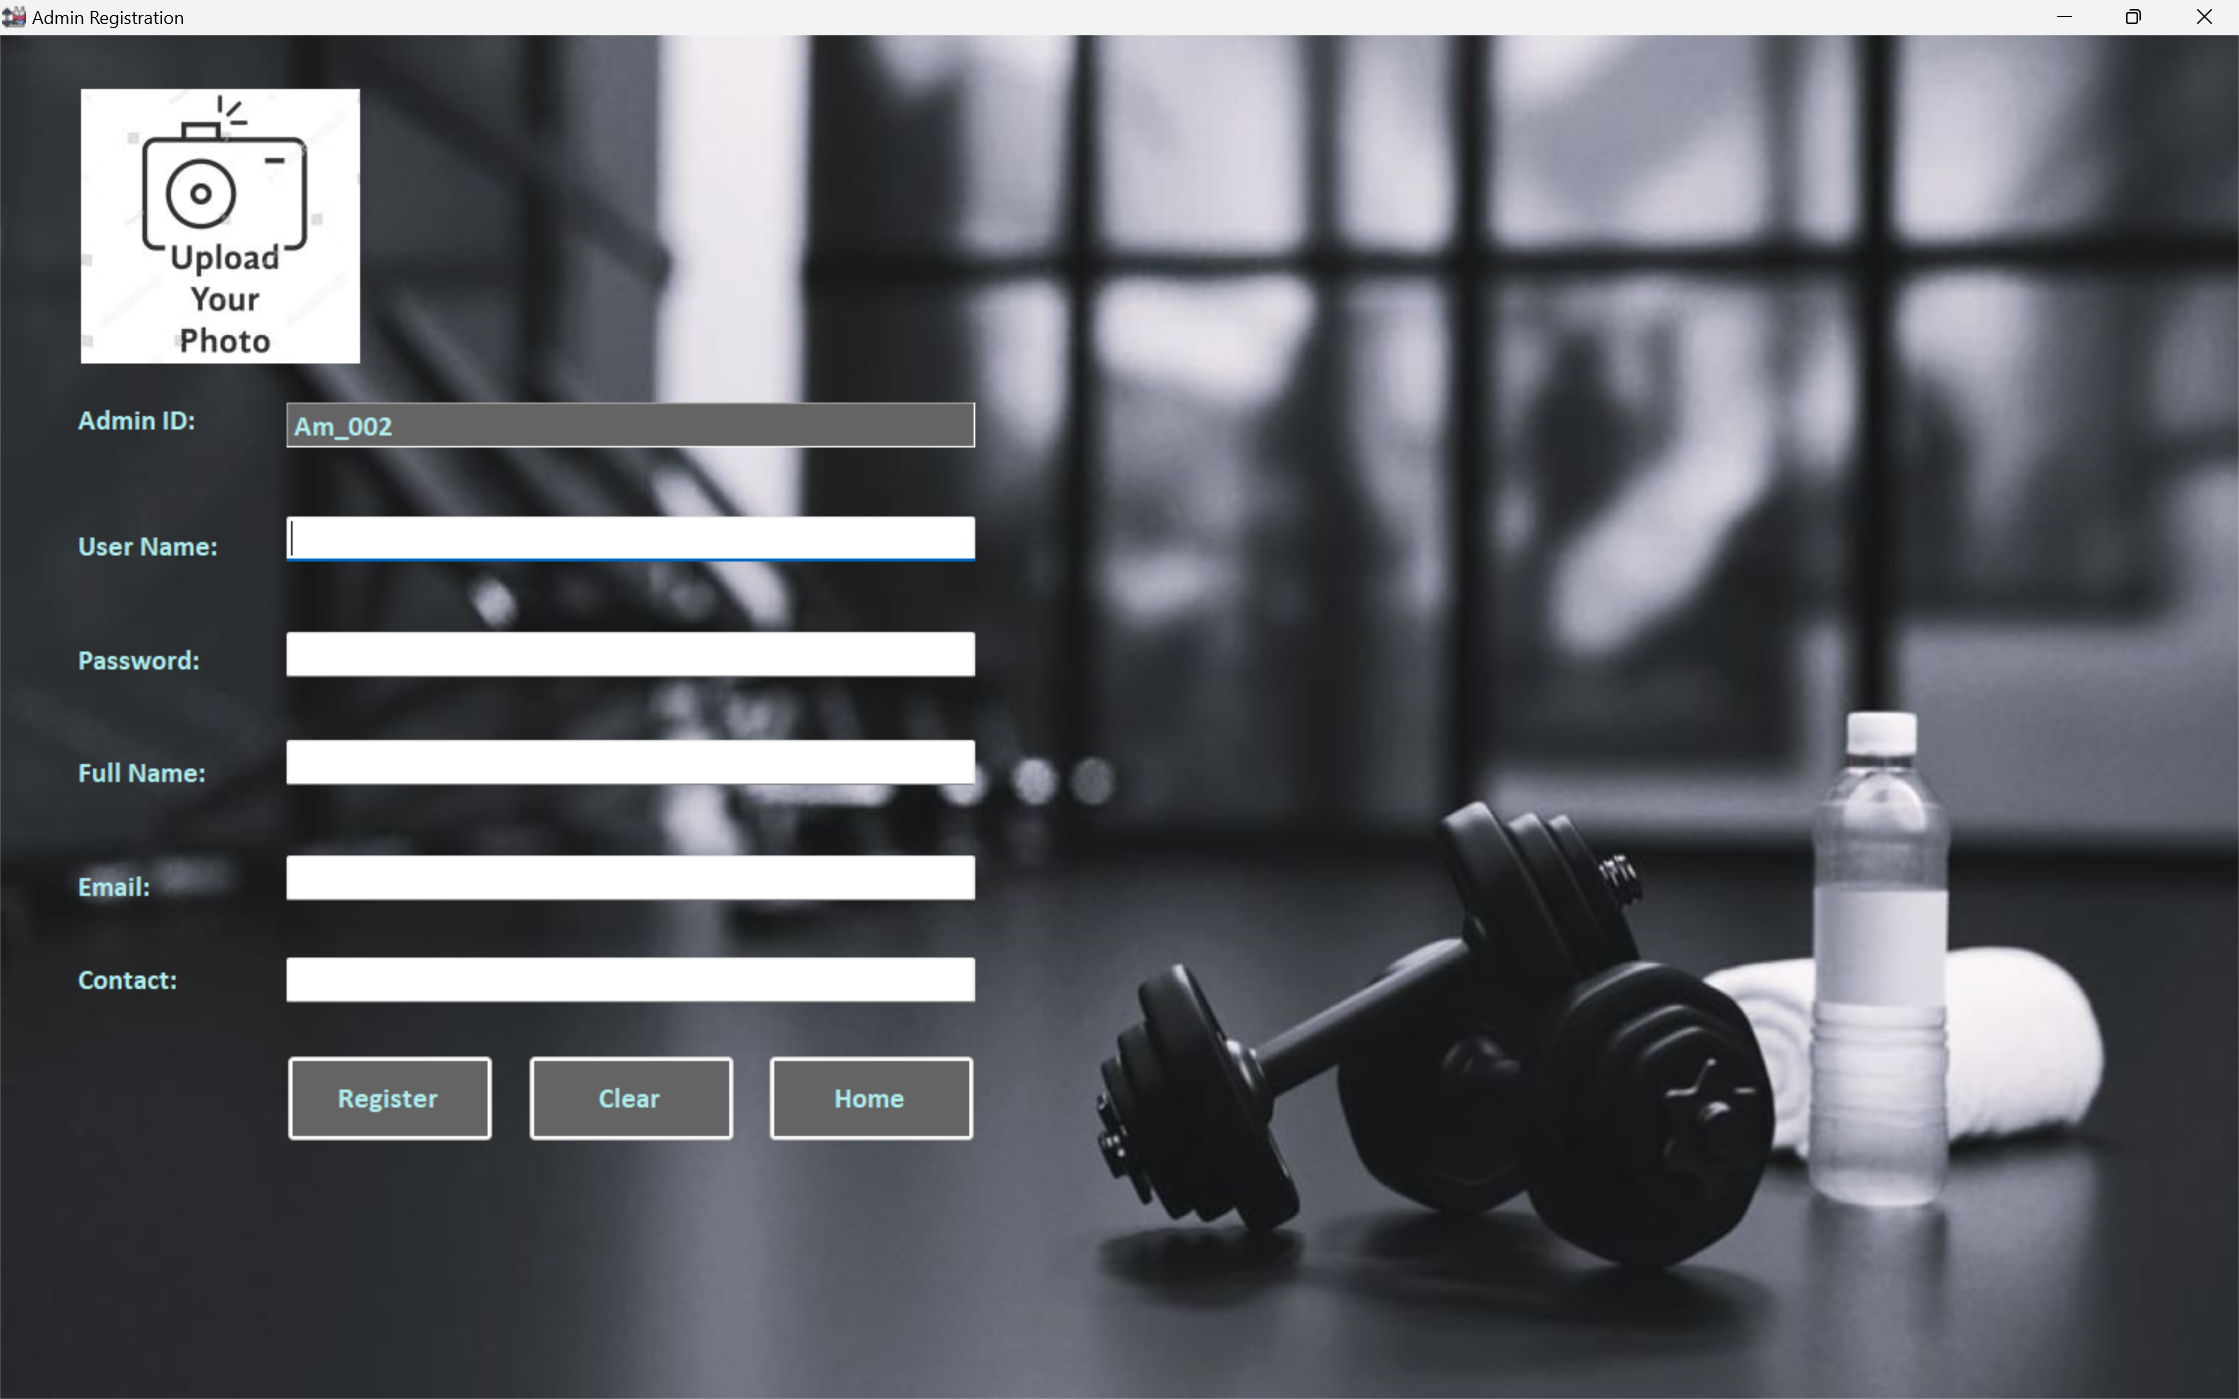 Admin Registration
Upload
Your
Photo
Admin ID:
Am_002
User Name:
Password:
Full Name:
Email:
Contact:
Register
Clear
Home